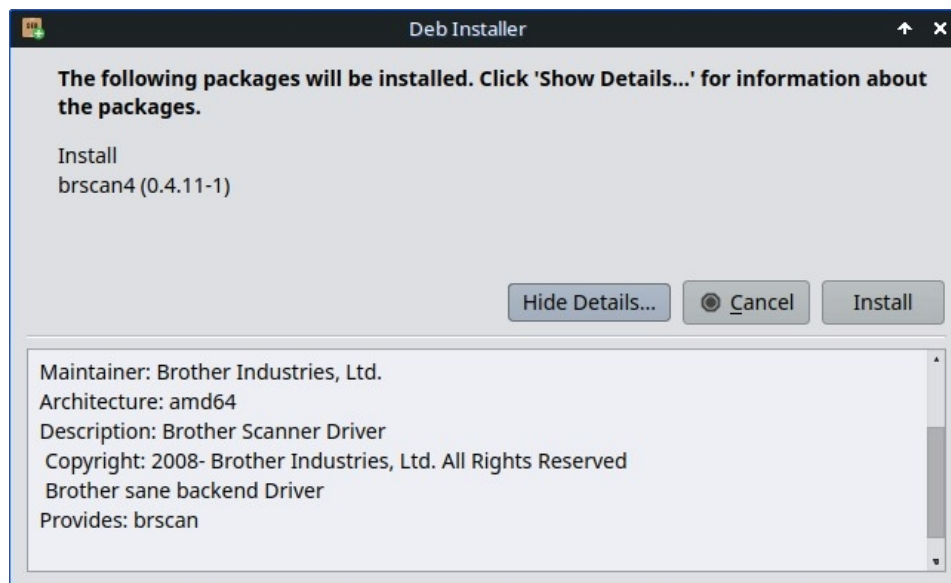 Deb Installer
The following packages will be installed. Click 'Show Details...' for information about
the packages.
Install
brscan4 (0.4.11-1)
Hide Details...
Cancel
Install
Maintainer: Brother Industries, Ltd.
Architecture: amd64
Description: Brother Scanner Driver
Copyright: 2008- Brother Industries, Ltd. All Rights Reserved
Brother sane backend Driver
Provides: brscan